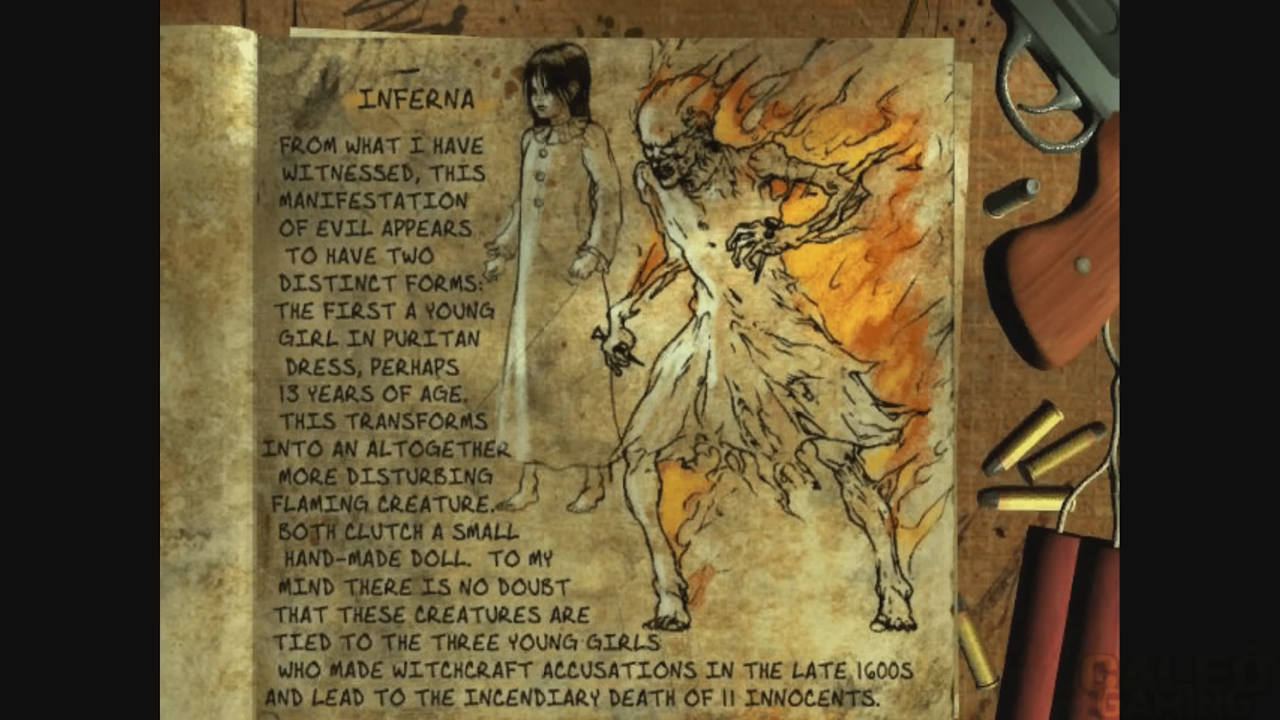 INFERNA
FROM WHAT I HAVE
WITNESSED, THIS
MANIFESTATION
OF EVIL APPEARS
TO HAVE TWO
DISTINCT FORMS:
THE FIRST A YOUNG
GIRL IN PURITAN
DRESS, PERHAPS
13 YEARS OF AGE.
THIS TRANSFORMS
INTO AN ALTOGETHER
MORE DISTURBING
FLAMING CREATURE.
BOTH CLUTCH A SMALL
HAND-MADE DOLL. TO MY
MIND THERE IS NO DOUBT
THAT THESE CREATURES ARE
TIED TO THE THREE YOUNG GIRLS
WHO MADE WITCHCRAFT ACCUSATIONS IN THE LATE 1600S
AND LEAD TO THE INCENDIARY DEATH OF 11 INNOCENTS.
CALEO
GAMING